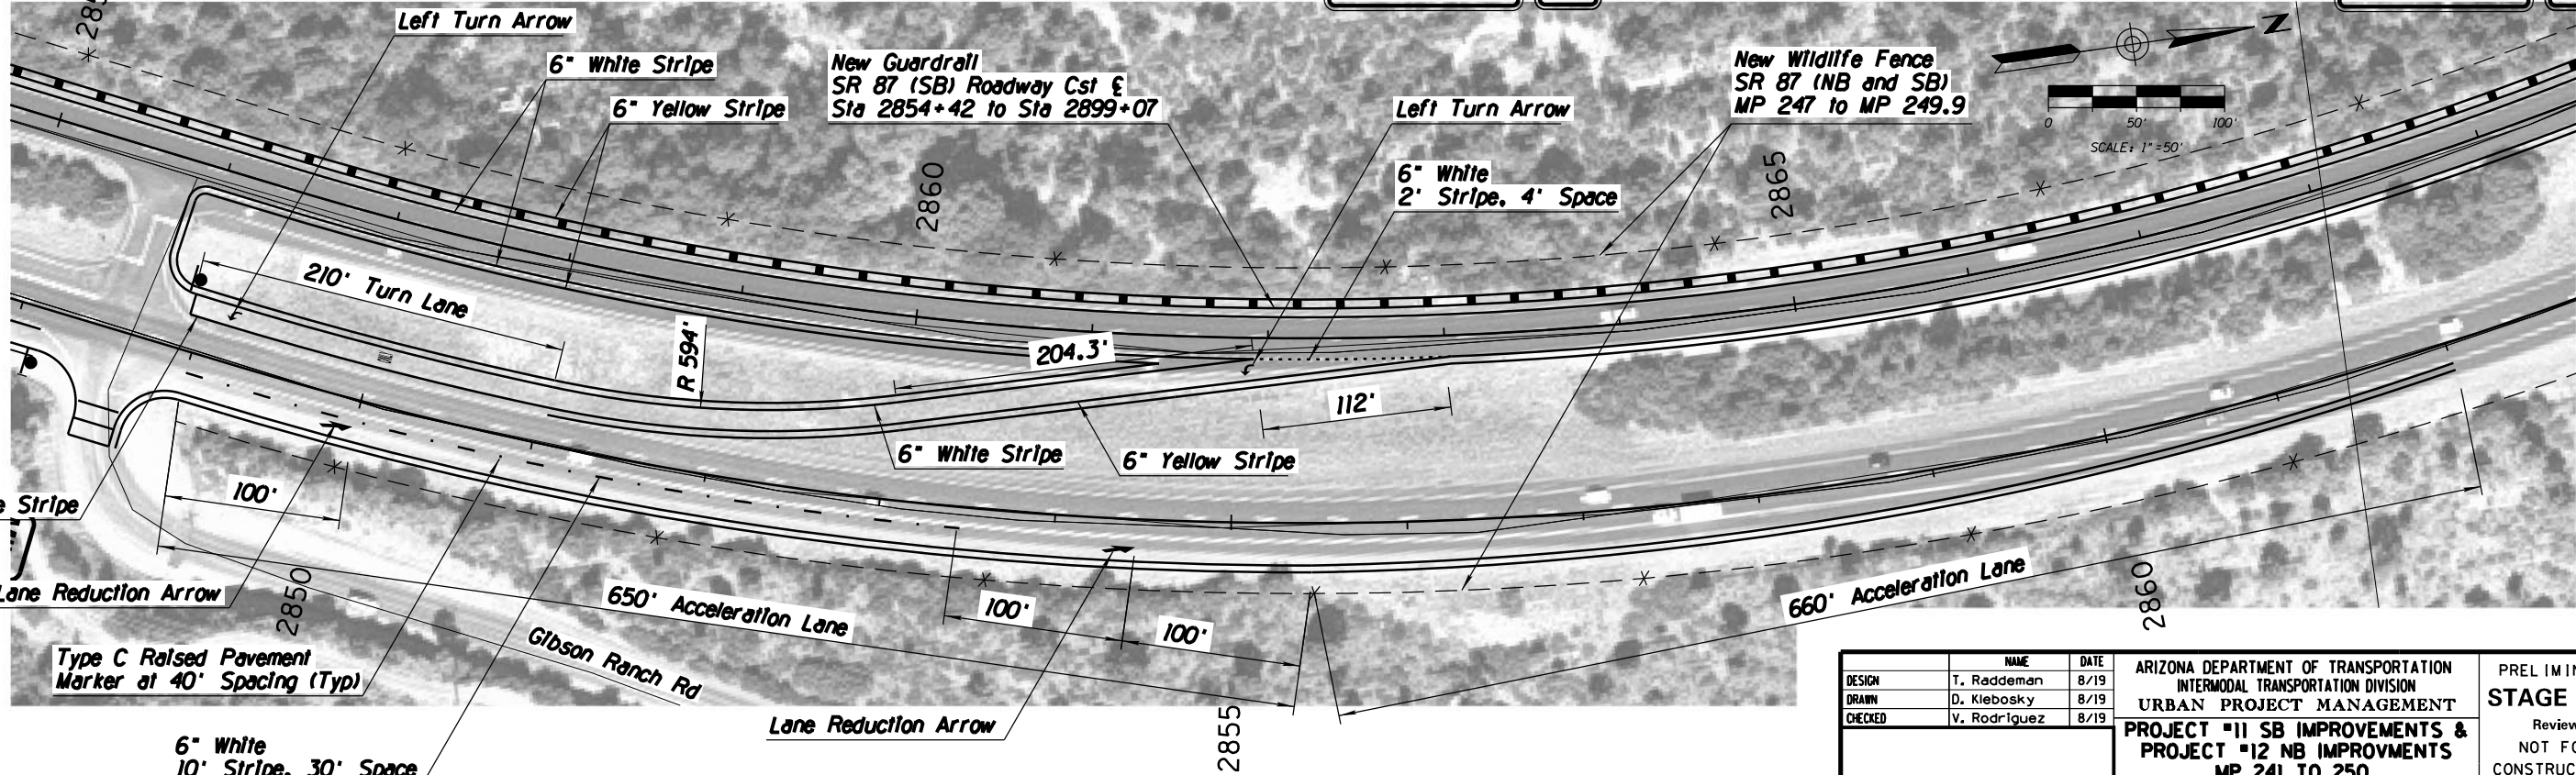 Left Turn Arrow
6" White Stripe
6" Yellow Stripe
New Guardrail
SR 87 (SB) Roadway Cst ℄
Sta 2854+42 to Sta 2899+07
Left Turn Arrow
6" White
2' Stripe, 4' Space
New Wildlife Fence
SR 87 (NB and SB)
MP 247 to MP 249.9
N
0 50' 100'
SCALE: 1"=50'
2860
2865
210' Turn Lane
R 594'
204.3'
112'
6" White Stripe
6" Yellow Stripe
100'
Stripe
Lane Reduction Arrow
2850
650' Acceleration Lane
100'
100'
660' Acceleration Lane
2860
Gibson Ranch Rd
Type C Raised Pavement
Marker at 40' Spacing (Typ)
Lane Reduction Arrow
2855
6" White
10' Stripe, 30' Space
NAME DATE
DESIGN T. Raddeman 8/19
DRAWN D. Klebosky 8/19
CHECKED V. Rodriguez 8/19
ARIZONA DEPARTMENT OF TRANSPORTATION
INTERMODAL TRANSPORTATION DIVISION
URBAN PROJECT MANAGEMENT
PROJECT #11 SB IMPROVEMENTS &
PROJECT #12 NB IMPROVMENTS
MP 241 TO 250
STAGE